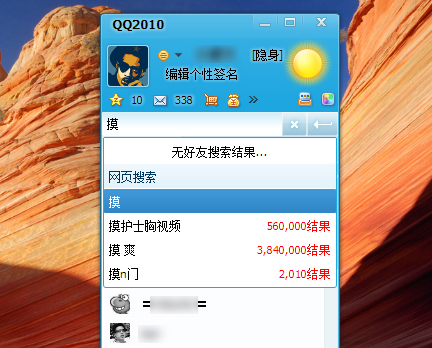 QQ2010
[隐身]
编辑个性签名
10 338
摸
无好友搜索结果...
网页搜索
摸
摸护士胸视频 560,000结果
摸 爽 3,840,000结果
摸n门 2,010结果
= =